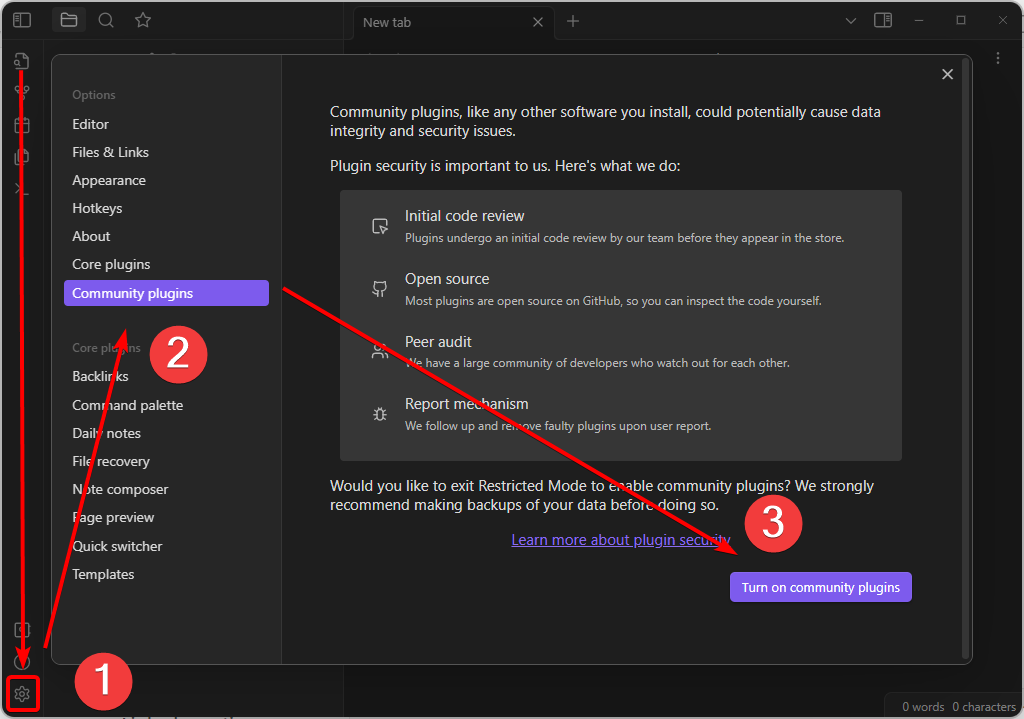 New tab
Options
Editor
Files & Links
Appearance
Hotkeys
About
Core plugins
Community plugins
Core plugins
Backlinks
Command palette
Daily notes
File recovery
Note composer
Page preview
Quick switcher
Templates
Community plugins, like any other software you install, could potentially cause data
integrity and security issues.
Plugin security is important to us. Here's what we do:
Initial code review
Plugins undergo an initial code review by our team before they appear in the store.
Open source
Most plugins are open source on GitHub, so you can inspect the code yourself.
Peer audit
We have a large community of developers who watch out for each other.
Report mechanism
We follow up and remove faulty plugins upon user report.
Would you like to exit Restricted Mode to enable community plugins? We strongly
recommend making backups of your data before doing so.
Learn more about plugin security
Turn on community plugins
1
2
3
0 words 0 characters